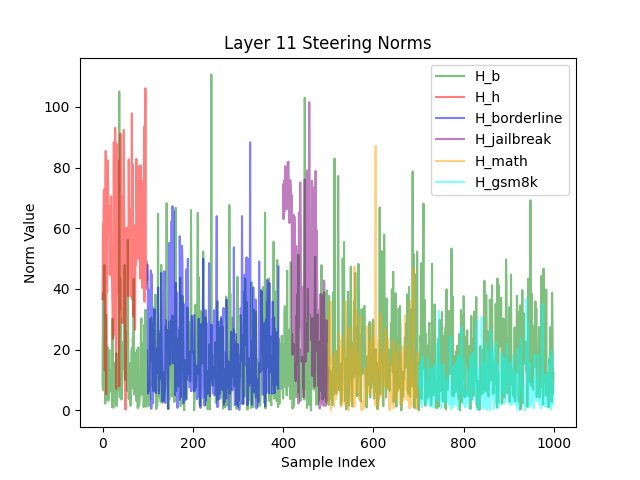 Layer 11 Steering Norms
H_b
H_h
H_borderline
H_jailbreak
H_math
H_gsm8k
Norm Value
100
80
60
40
20
0
0 200 400 600 800 1000
Sample Index